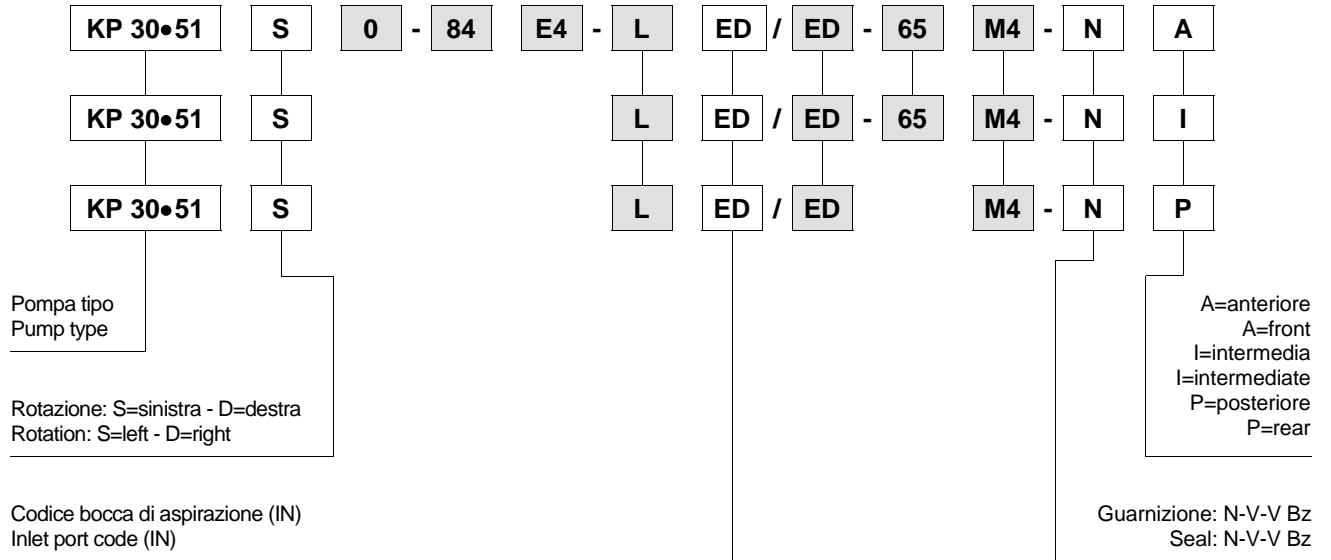 KP 30•51 S 0 - 84 E4 - L ED / ED - 65 M4 - N A
KP 30•51 S L ED / ED - 65 M4 - N I
KP 30•51 S L ED / ED M4 - N P
Pompa tipo
Pump type
A=anteriore
A=front
I=intermedia
I=intermediate
P=posteriore
P=rear
Rotazione: S=sinistra - D=destra
Rotation: S=left - D=right
Codice bocca di aspirazione (IN)
Inlet port code (IN)
Guarnizione: N-V-V Bz
Seal: N-V-V Bz